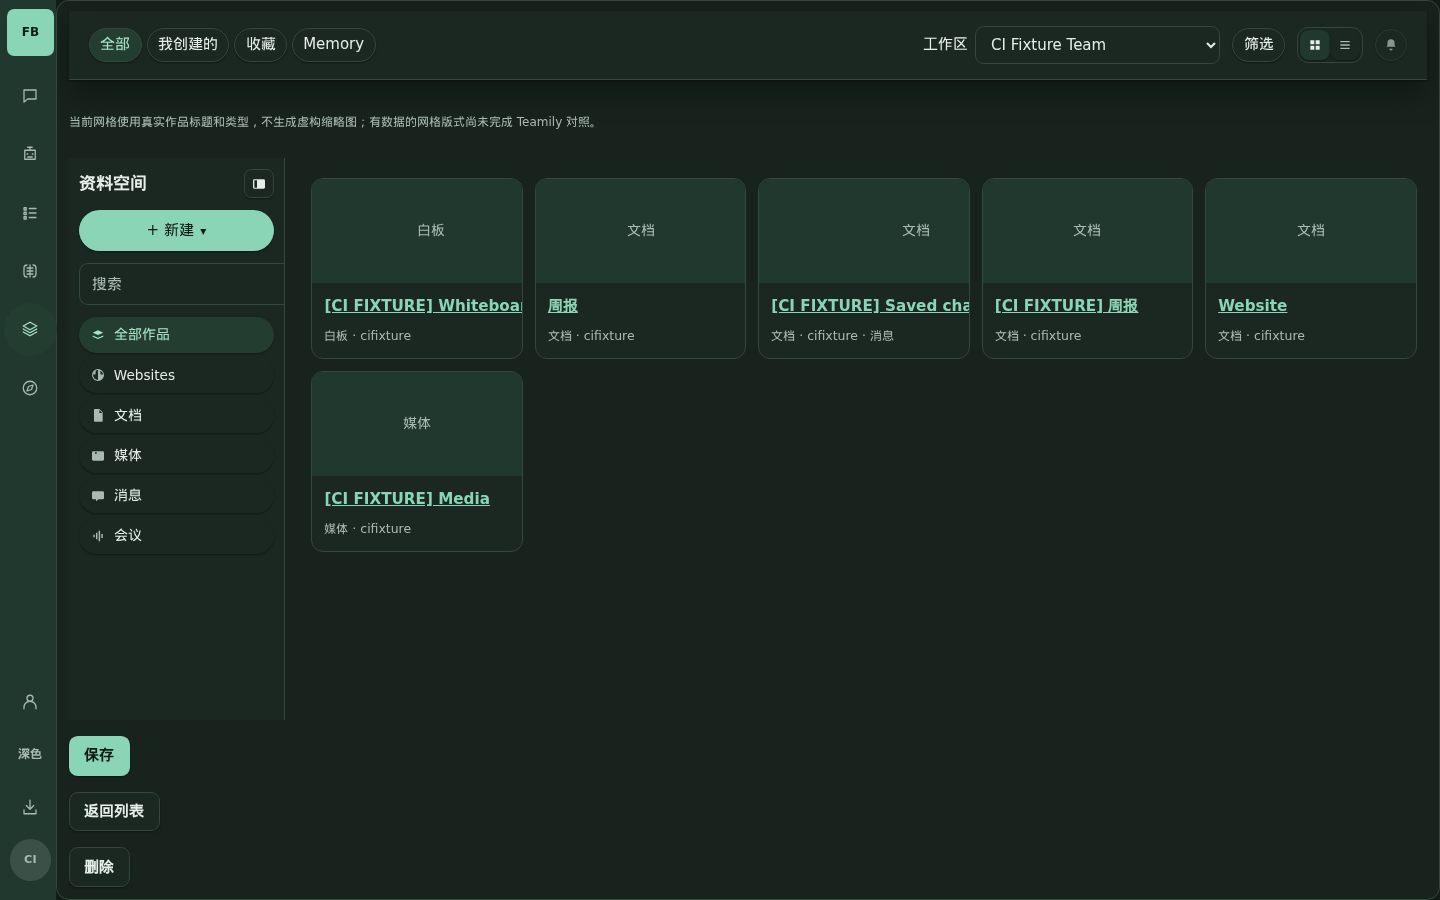 FB
全部
我创建的
收藏
Memory
工作区
CI Fixture Team
筛选
当前网格使用真实作品标题和类型，不生成虚构缩略图；有数据的网格版式尚未完成 Teamily 对照。
资料空间
+ 新建 ▾
搜索
全部作品
Websites
文档
媒体
消息
会议
白板
[CI FIXTURE] Whiteboar
白板 · cifixture
文档
周报
文档 · cifixture
文档
[CI FIXTURE] Saved cha
文档 · cifixture · 消息
文档
[CI FIXTURE] 周报
文档 · cifixture
文档
Website
文档 · cifixture
媒体
[CI FIXTURE] Media
媒体 · cifixture
深色
CI
保存
返回列表
删除